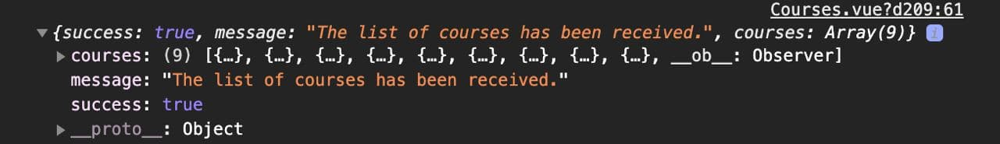 Courses.vue?d209:61
▼{success: true, message: "The list of courses has been received.", courses: Array(9)} i
▶courses: (9) [{…}, {…}, {…}, {…}, {…}, {…}, {…}, {…}, {…}, __ob__: Observer]
message: "The list of courses has been received."
success: true
▶__proto__: Object